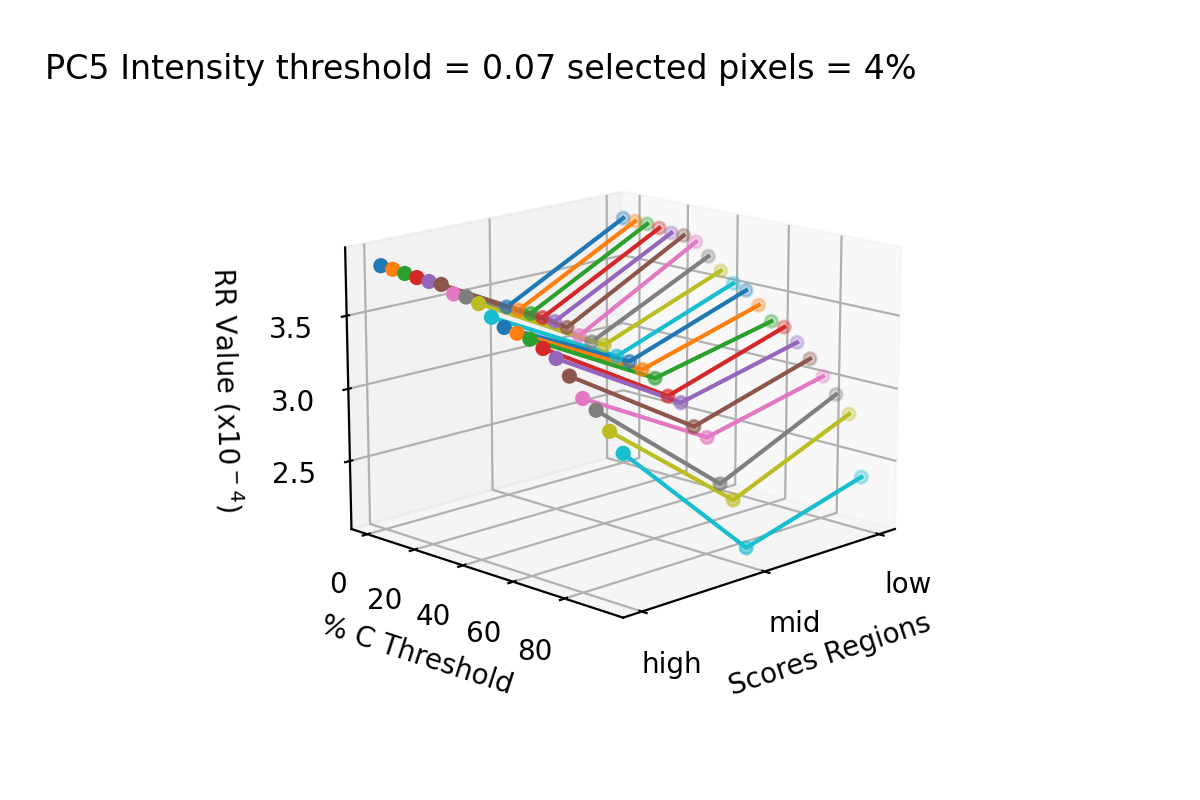 PC5 Intensity threshold = 0.07 selected pixels = 4%
RR Value (x10⁻⁴)
3.5
3.0
2.5
0
20
40
60
80
% C Threshold
high
mid
low
Scores Regions